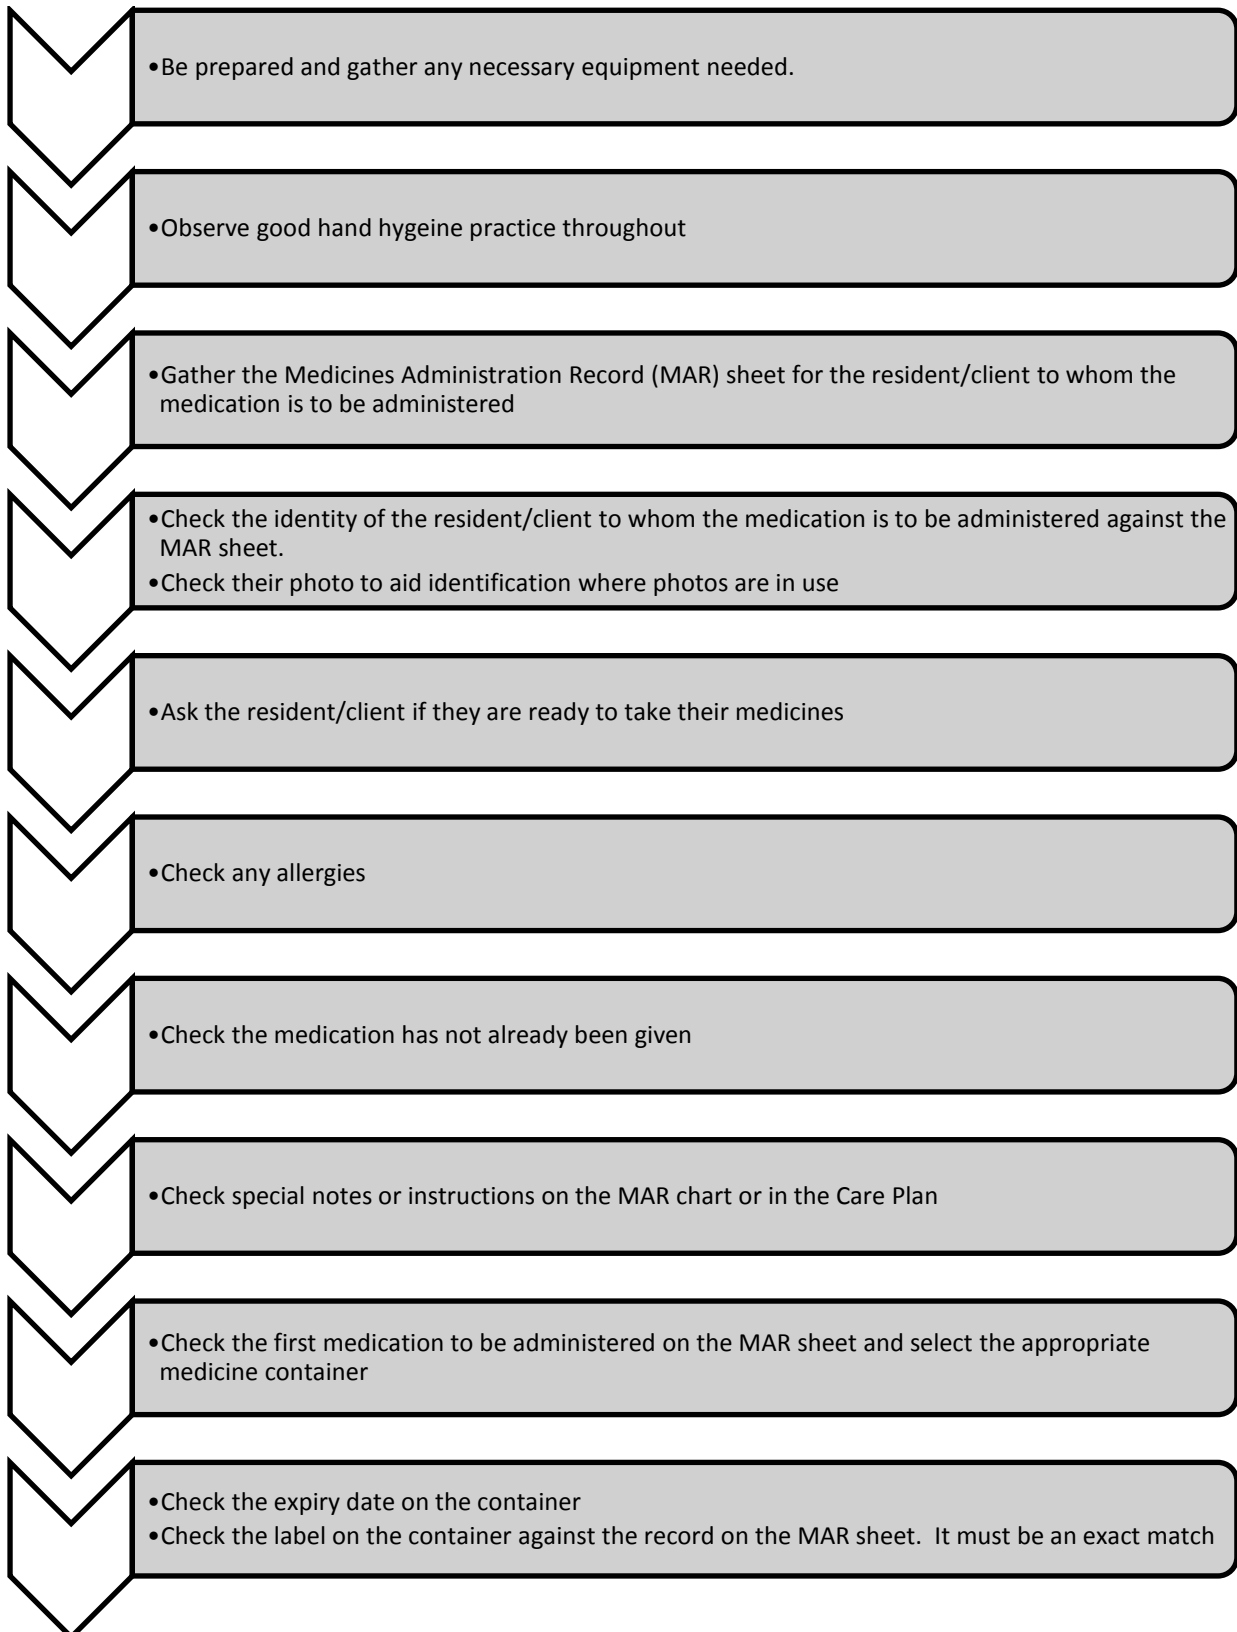 •Be prepared and gather any necessary equipment needed.
•Observe good hand hygeine practice throughout
•Gather the Medicines Administration Record (MAR) sheet for the resident/client to whom the
medication is to be administered
•Check the identity of the resident/client to whom the medication is to be administered against the
MAR sheet.
•Check their photo to aid identification where photos are in use
•Ask the resident/client if they are ready to take their medicines
•Check any allergies
•Check the medication has not already been given
•Check special notes or instructions on the MAR chart or in the Care Plan
•Check the first medication to be administered on the MAR sheet and select the appropriate
medicine container
•Check the expiry date on the container
•Check the label on the container against the record on the MAR sheet.  It must be an exact match